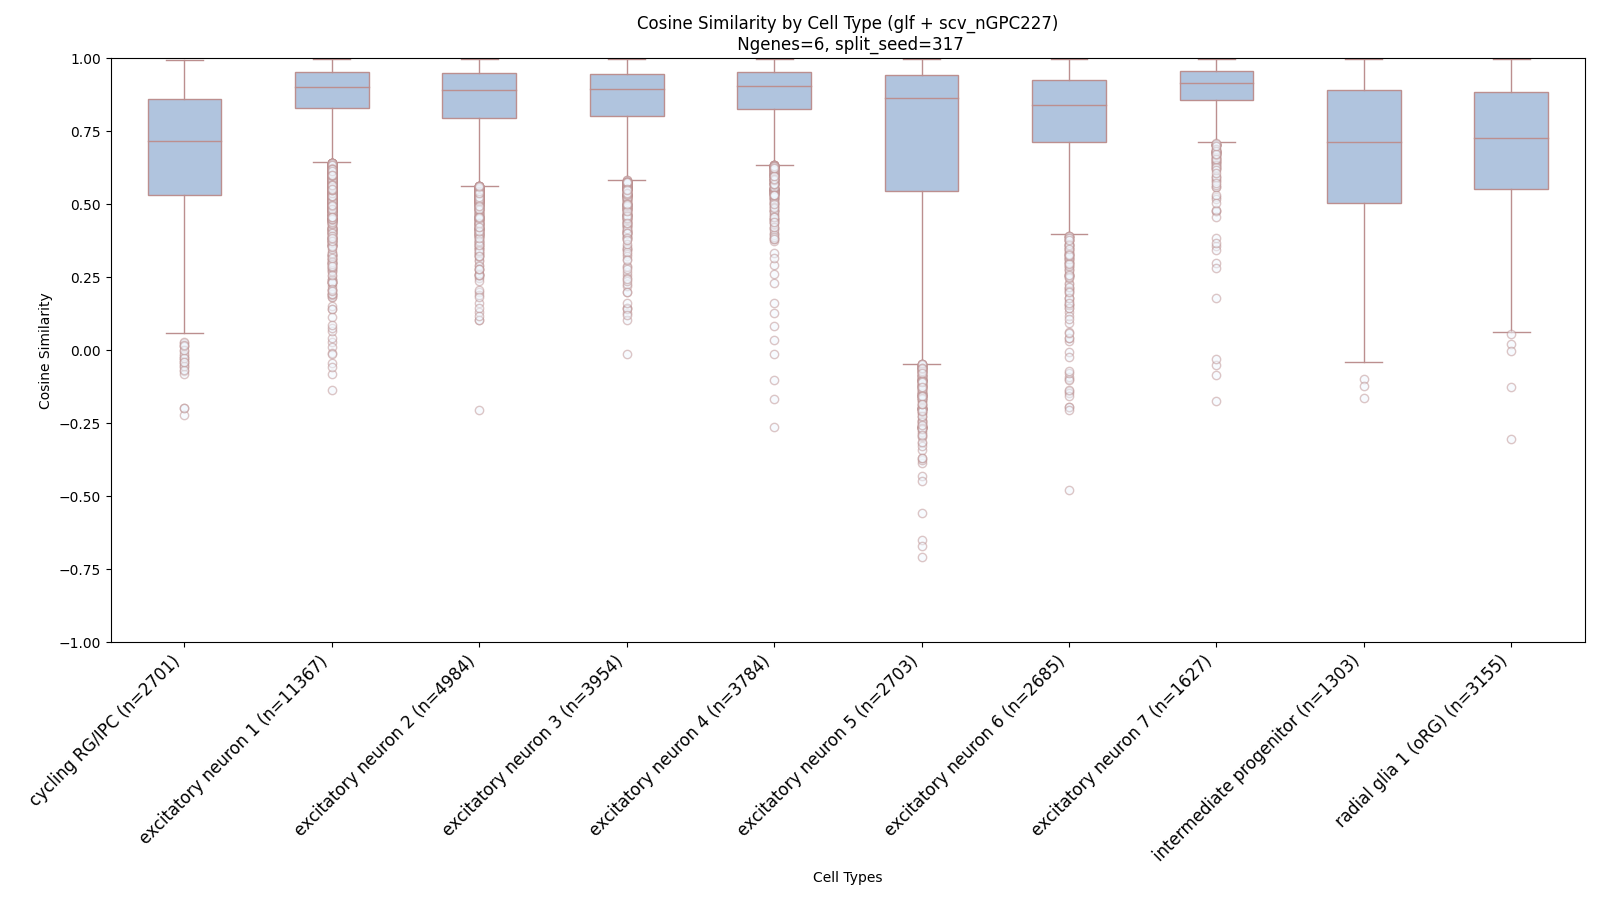 Cosine Similarity by Cell Type (glf + scv_nGPC227)
Ngenes=6, split_seed=317
1.00
0.75
0.50
0.25
0.00
−0.25
−0.50
−0.75
−1.00
Cosine Similarity
cycling RG/IPC (n=2701)
excitatory neuron 1 (n=11367)
excitatory neuron 2 (n=4984)
excitatory neuron 3 (n=3954)
excitatory neuron 4 (n=3784)
excitatory neuron 5 (n=2703)
excitatory neuron 6 (n=2685)
excitatory neuron 7 (n=1627)
intermediate progenitor (n=1303)
radial glia 1 (oRG) (n=3155)
Cell Types